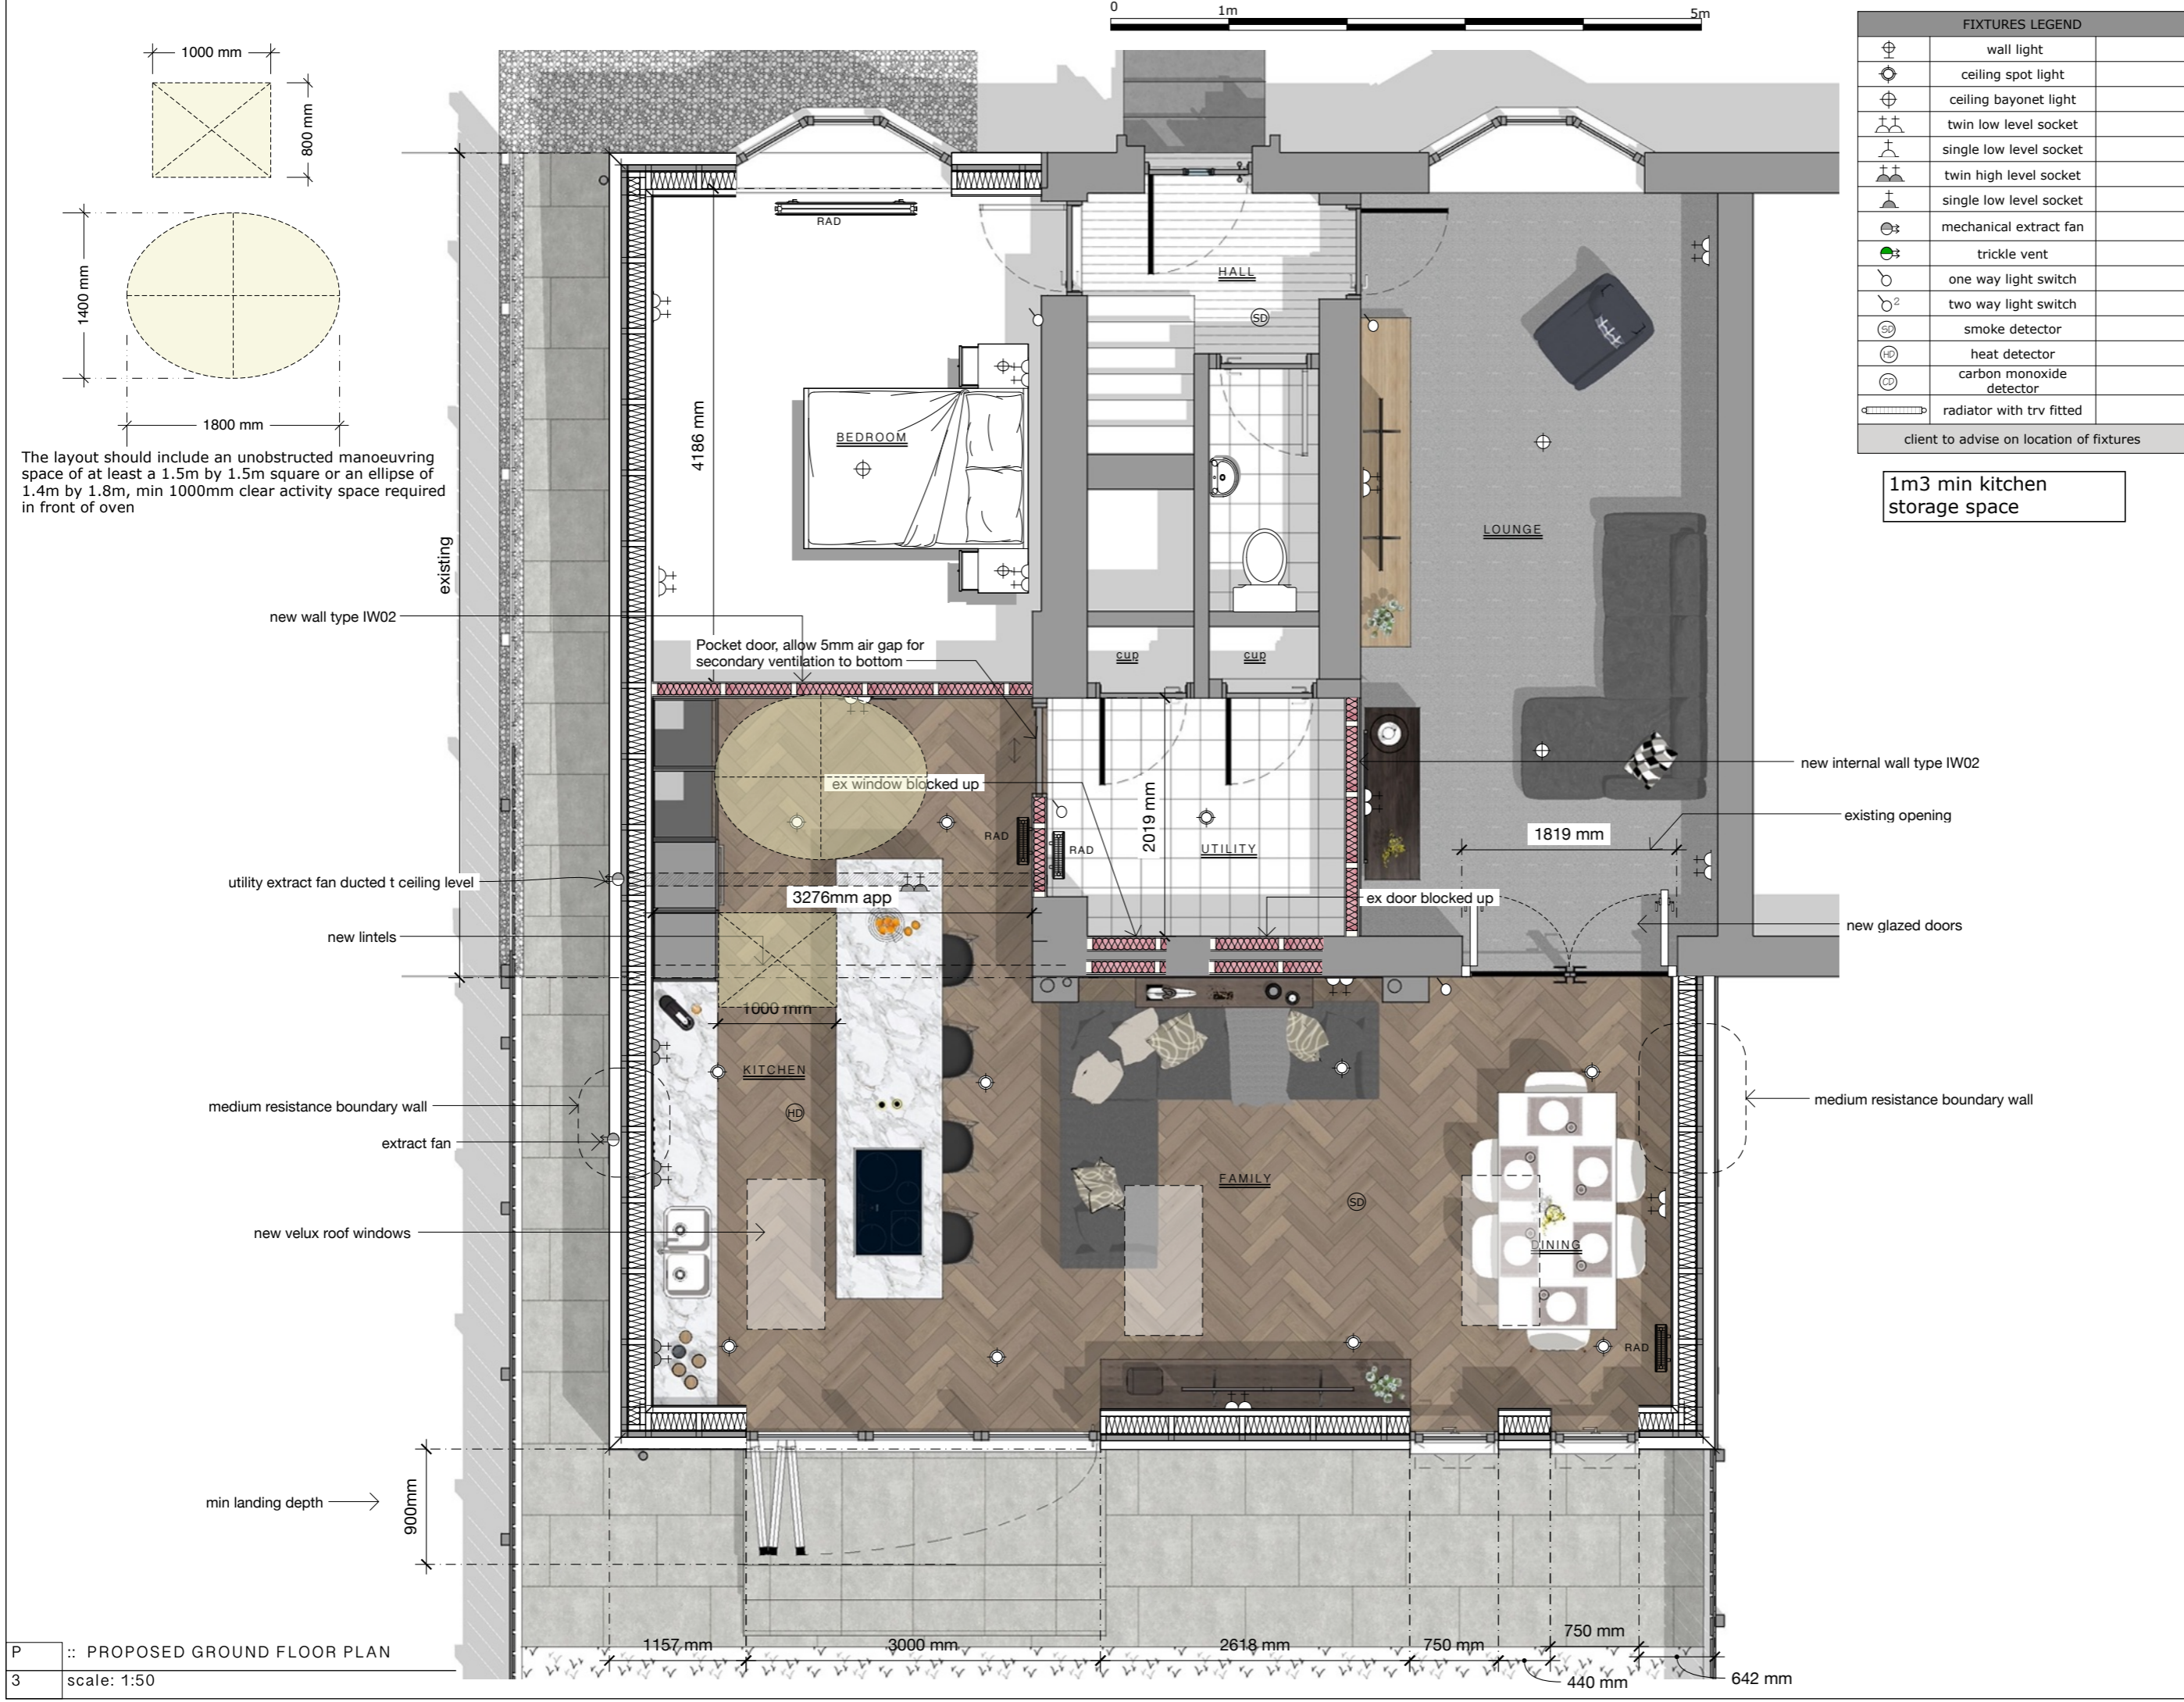 0
1m
5m
FIXTURES LEGEND
wall light
ceiling spot light
ceiling bayonet light
twin low level socket
single low level socket
twin high level socket
single low level socket
mechanical extract fan
trickle vent
one way light switch
2
two way light switch
SD
smoke detector
HD
heat detector
CD
carbon monoxide
detector
radiator with trv fitted
client to advise on location of fixtures
1m3 min kitchen
storage space
1000 mm
800 mm
1400 mm
1800 mm
The layout should include an unobstructed manoeuvring
space of at least a 1.5m by 1.5m square or an ellipse of
1.4m by 1.8m, min 1000mm clear activity space required
in front of oven
existing
RAD
HALL
SD
4186 mm
BEDROOM
LOUNGE
new wall type IW02
Pocket door, allow 5mm air gap for
secondary ventilation to bottom
cup
cup
new internal wall type IW02
ex window blocked up
2019 mm
existing opening
1819 mm
RAD
RAD
UTILITY
utility extract fan ducted t ceiling level
3276mm app
ex door blocked up
new lintels
new glazed doors
1000 mm
KITCHEN
medium resistance boundary wall
HD
medium resistance boundary wall
extract fan
FAMILY
SD
new velux roof windows
DINING
RAD
min landing depth
900mm
1157 mm
3000 mm
2618 mm
750 mm
750 mm
440 mm
642 mm
P :: PROPOSED GROUND FLOOR PLAN
3 scale: 1:50